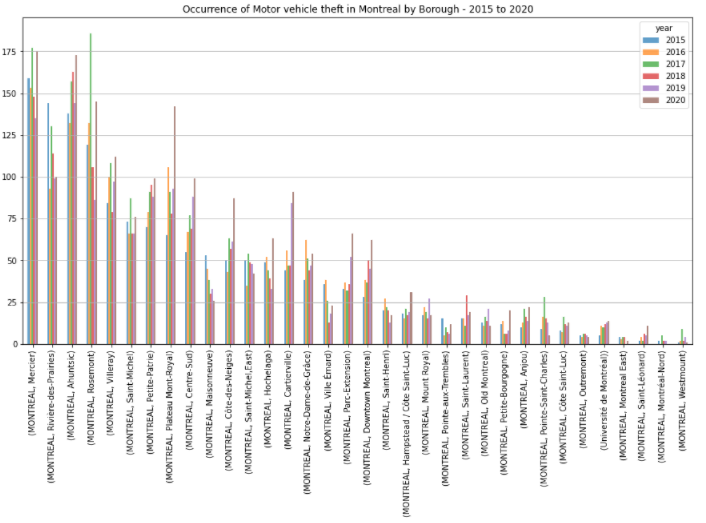 Occurrence of Motor vehicle theft in Montreal by Borough - 2015 to 2020
year
2015
2016
2017
2018
2019
2020
175
150
125
100
75
50
25
0
(MONTREAL, Mercier)
(MONTREAL, Rivière-des-Prairies)
(MONTREAL, Ahuntsic)
(MONTREAL, Rosemont)
(MONTREAL, Villeray)
(MONTREAL, Saint-Michel)
(MONTREAL, Petite-Patrie)
(MONTREAL, Plateau Mont-Royal)
(MONTREAL, Centre-Sud)
(MONTREAL, Maisonneuve)
(MONTREAL, Côte-des-Neiges)
(MONTREAL, Saint-Michel,East)
(MONTREAL, Hochelaga)
(MONTREAL, Cartierville)
(MONTREAL, Notre-Dame-de-Grâce)
(MONTREAL, Ville Émard)
(MONTREAL, Parc-Extension)
(MONTREAL, Downtown Montreal)
(MONTREAL, Saint-Henri)
(MONTREAL, Hampstead / Côte Saint-Luc)
(MONTREAL, Mount Royal)
(MONTREAL, Pointe-aux-Trembles)
(MONTREAL, Saint-Laurent)
(MONTREAL, Old Montreal)
(MONTREAL, Petite-Bourgogne)
(MONTREAL, Anjou)
(MONTREAL, Pointe-Saint-Charles)
(MONTREAL, Côte Saint-Luc)
(MONTREAL, Outremont)
(Université de Montréal))
(MONTREAL, Montreal East)
(MONTREAL, Saint-Léonard)
(MONTREAL, Montréal-Nord)
(MONTREAL, Westmount)